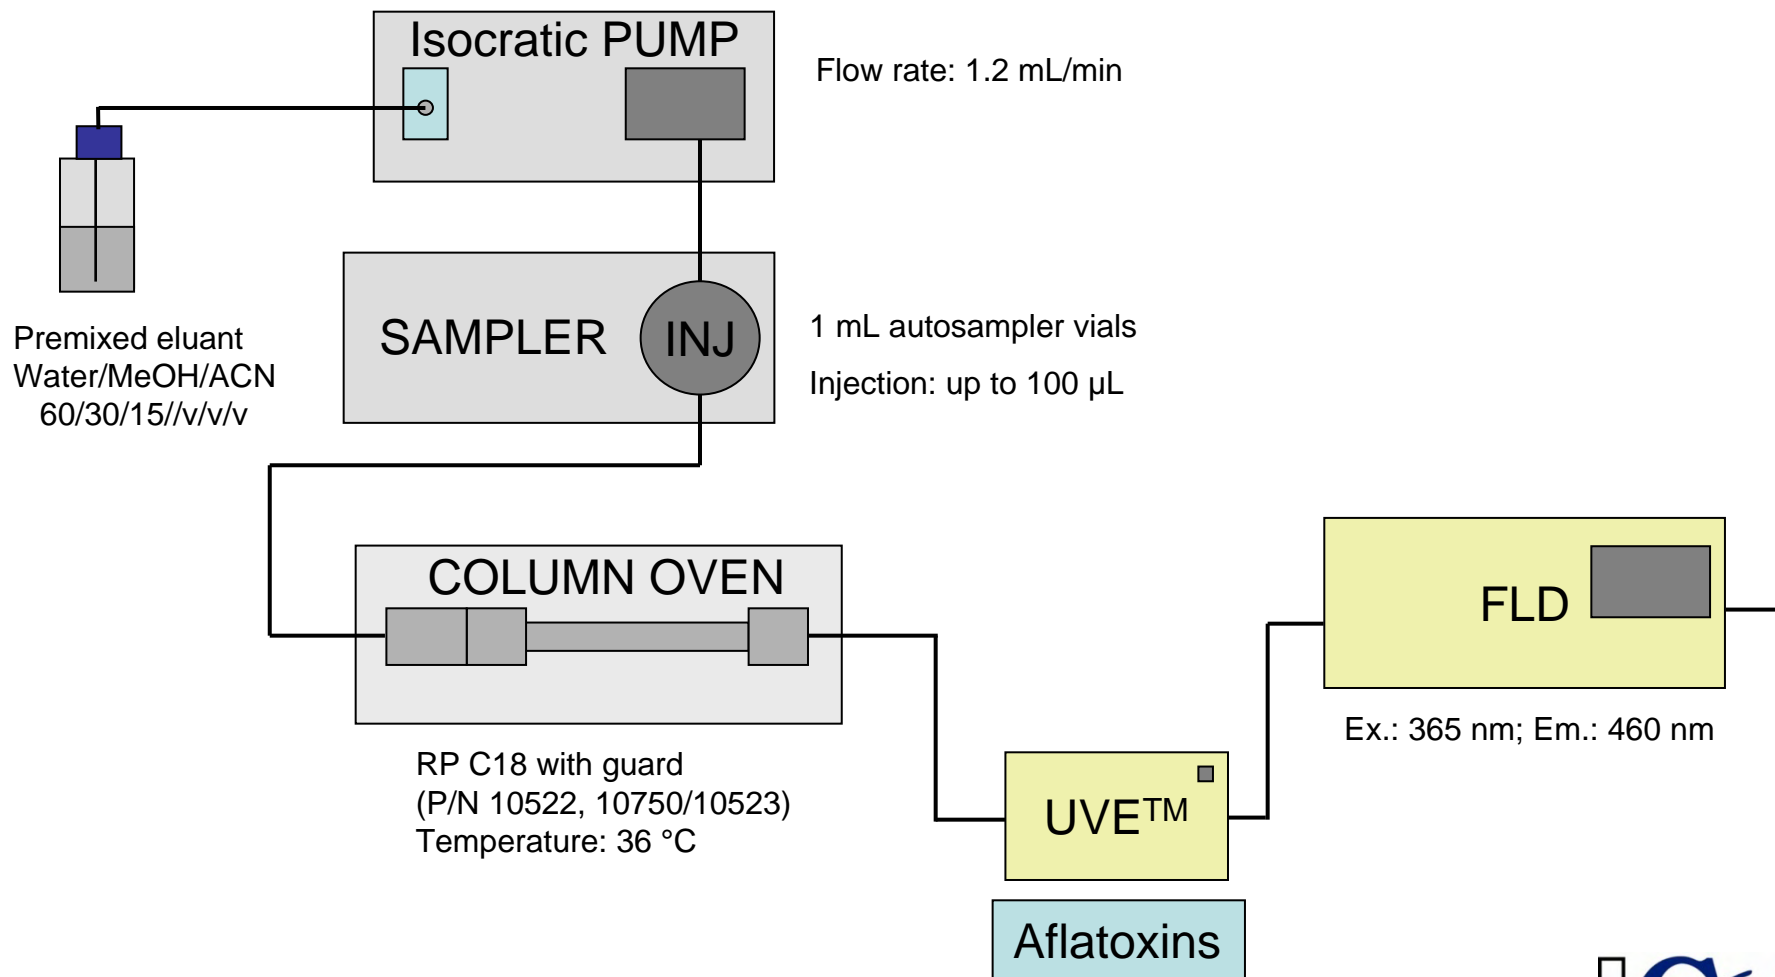 Isocratic PUMP
Flow rate: 1.2 mL/min
Premixed eluant
Water/MeOH/ACN
60/30/15//v/v/v
SAMPLER
INJ
1 mL autosampler vials
Injection: up to 100 µL
COLUMN OVEN
RP C18 with guard
(P/N 10522, 10750/10523)
Temperature: 36 °C
UVE™
Aflatoxins
FLD
Ex.: 365 nm; Em.: 460 nm